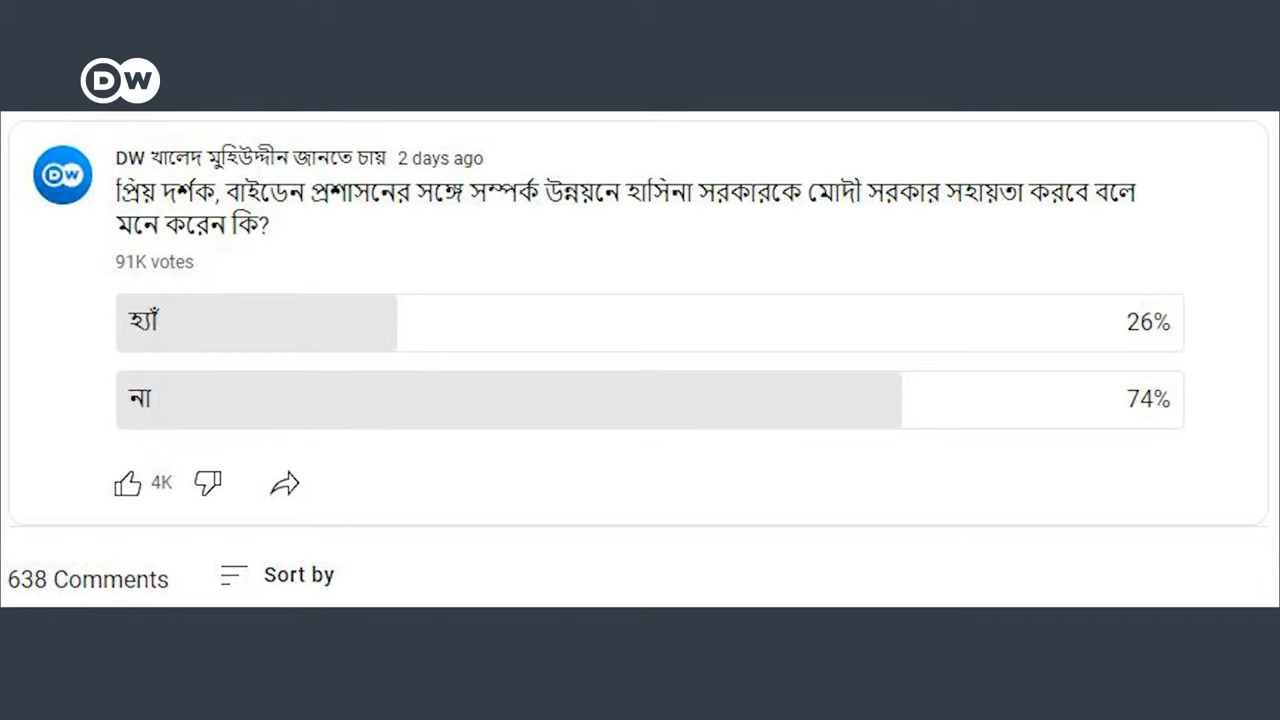 DW
DW
DW খালেদ মুহিউদ্দীন জানতে চায় 2 days ago
প্রিয় দর্শক, বাইডেন প্রশাসনের সঙ্গে সম্পর্ক উন্নয়নে হাসিনা সরকারকে মোদী সরকার সহায়তা করবে বলে
মনে করেন কি?
91K votes
হ্যাঁ 26%
না 74%
4K
638 Comments Sort by